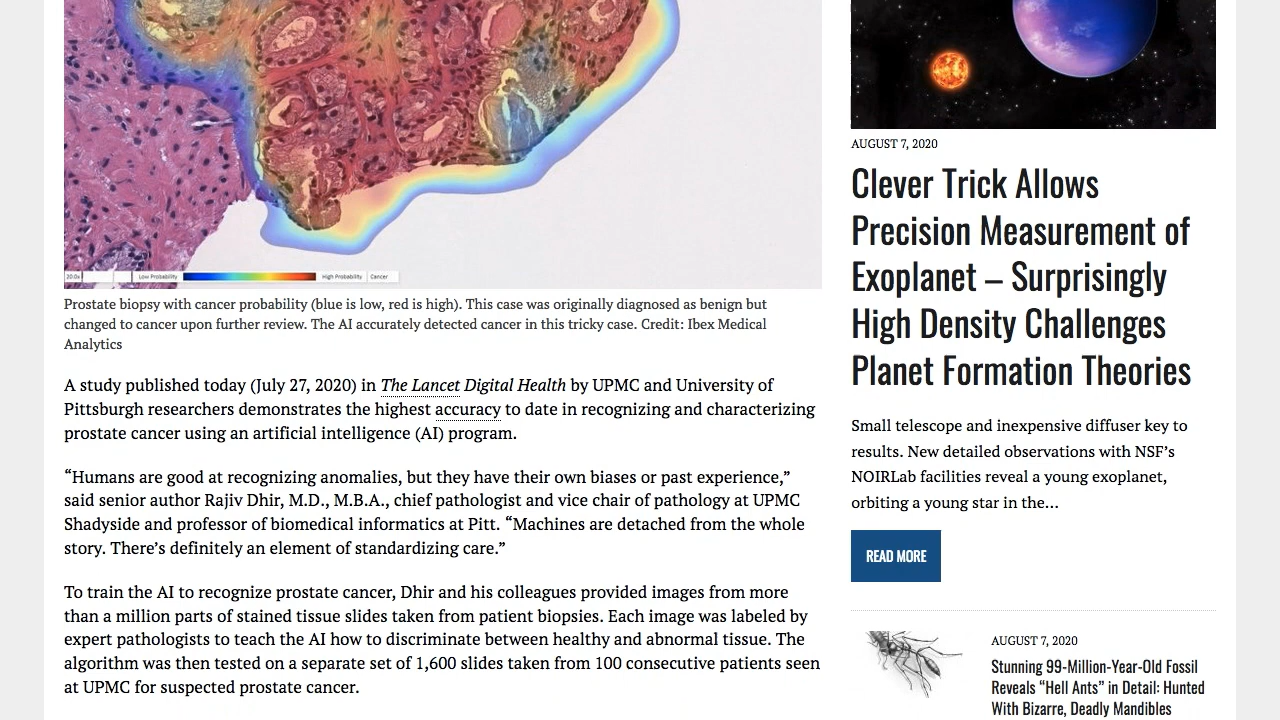 20.0x
Low Probability
High Probability
Cancer
Prostate biopsy with cancer probability (blue is low, red is high). This case was originally diagnosed as benign but
changed to cancer upon further review. The AI accurately detected cancer in this tricky case. Credit: Ibex Medical
Analytics
A study published today (July 27, 2020) in The Lancet Digital Health by UPMC and University of
Pittsburgh researchers demonstrates the highest accuracy to date in recognizing and characterizing
prostate cancer using an artificial intelligence (AI) program.
“Humans are good at recognizing anomalies, but they have their own biases or past experience,”
said senior author Rajiv Dhir, M.D., M.B.A., chief pathologist and vice chair of pathology at UPMC
Shadyside and professor of biomedical informatics at Pitt. “Machines are detached from the whole
story. There’s definitely an element of standardizing care.”
To train the AI to recognize prostate cancer, Dhir and his colleagues provided images from more
than a million parts of stained tissue slides taken from patient biopsies. Each image was labeled by
expert pathologists to teach the AI how to discriminate between healthy and abnormal tissue. The
algorithm was then tested on a separate set of 1,600 slides taken from 100 consecutive patients seen
at UPMC for suspected prostate cancer.
AUGUST 7, 2020
Clever Trick Allows
Precision Measurement of
Exoplanet – Surprisingly
High Density Challenges
Planet Formation Theories
Small telescope and inexpensive diffuser key to
results. New detailed observations with NSF’s
NOIRLab facilities reveal a young exoplanet,
orbiting a young star in the…
READ MORE
AUGUST 7, 2020
Stunning 99-Million-Year-Old Fossil
Reveals “Hell Ants” in Detail: Hunted
With Bizarre, Deadly Mandibles